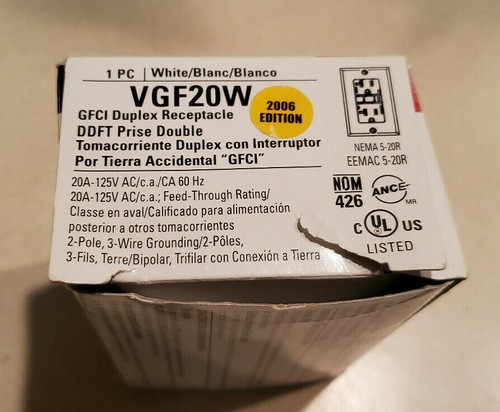 1 PC | White/Blanc/Blanco
VGF20W
2006
EDITION
GFCI Duplex Receptacle
DDFT Prise Double
Tomacorriente Duplex con Interruptor
Por Tierra Accidental "GFCI"
NEMA 5-20R
EEMAC 5-20R
20A-125V AC/c.a./CA 60 Hz
20A-125V AC/c.a.; Feed-Through Rating/
Classe en aval/Calificado para alimentación
posterior a otros tomacorrientes
2-Pole, 3-Wire Grounding/2-Pôles,
3-Fils, Terre/Bipolar, Trifilar con Conexión a Tierra
NOM
426
ANCE
MR
C UL US
LISTED